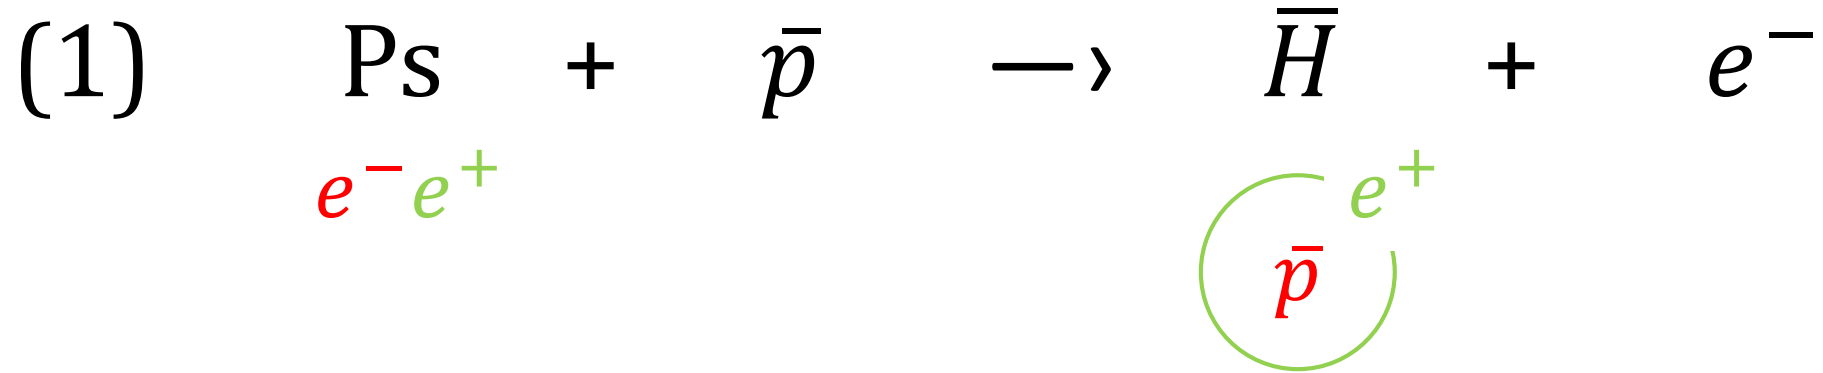 (1) Ps + p̅ —› H̅ + e⁻
e⁻e⁺ e⁺
p̅